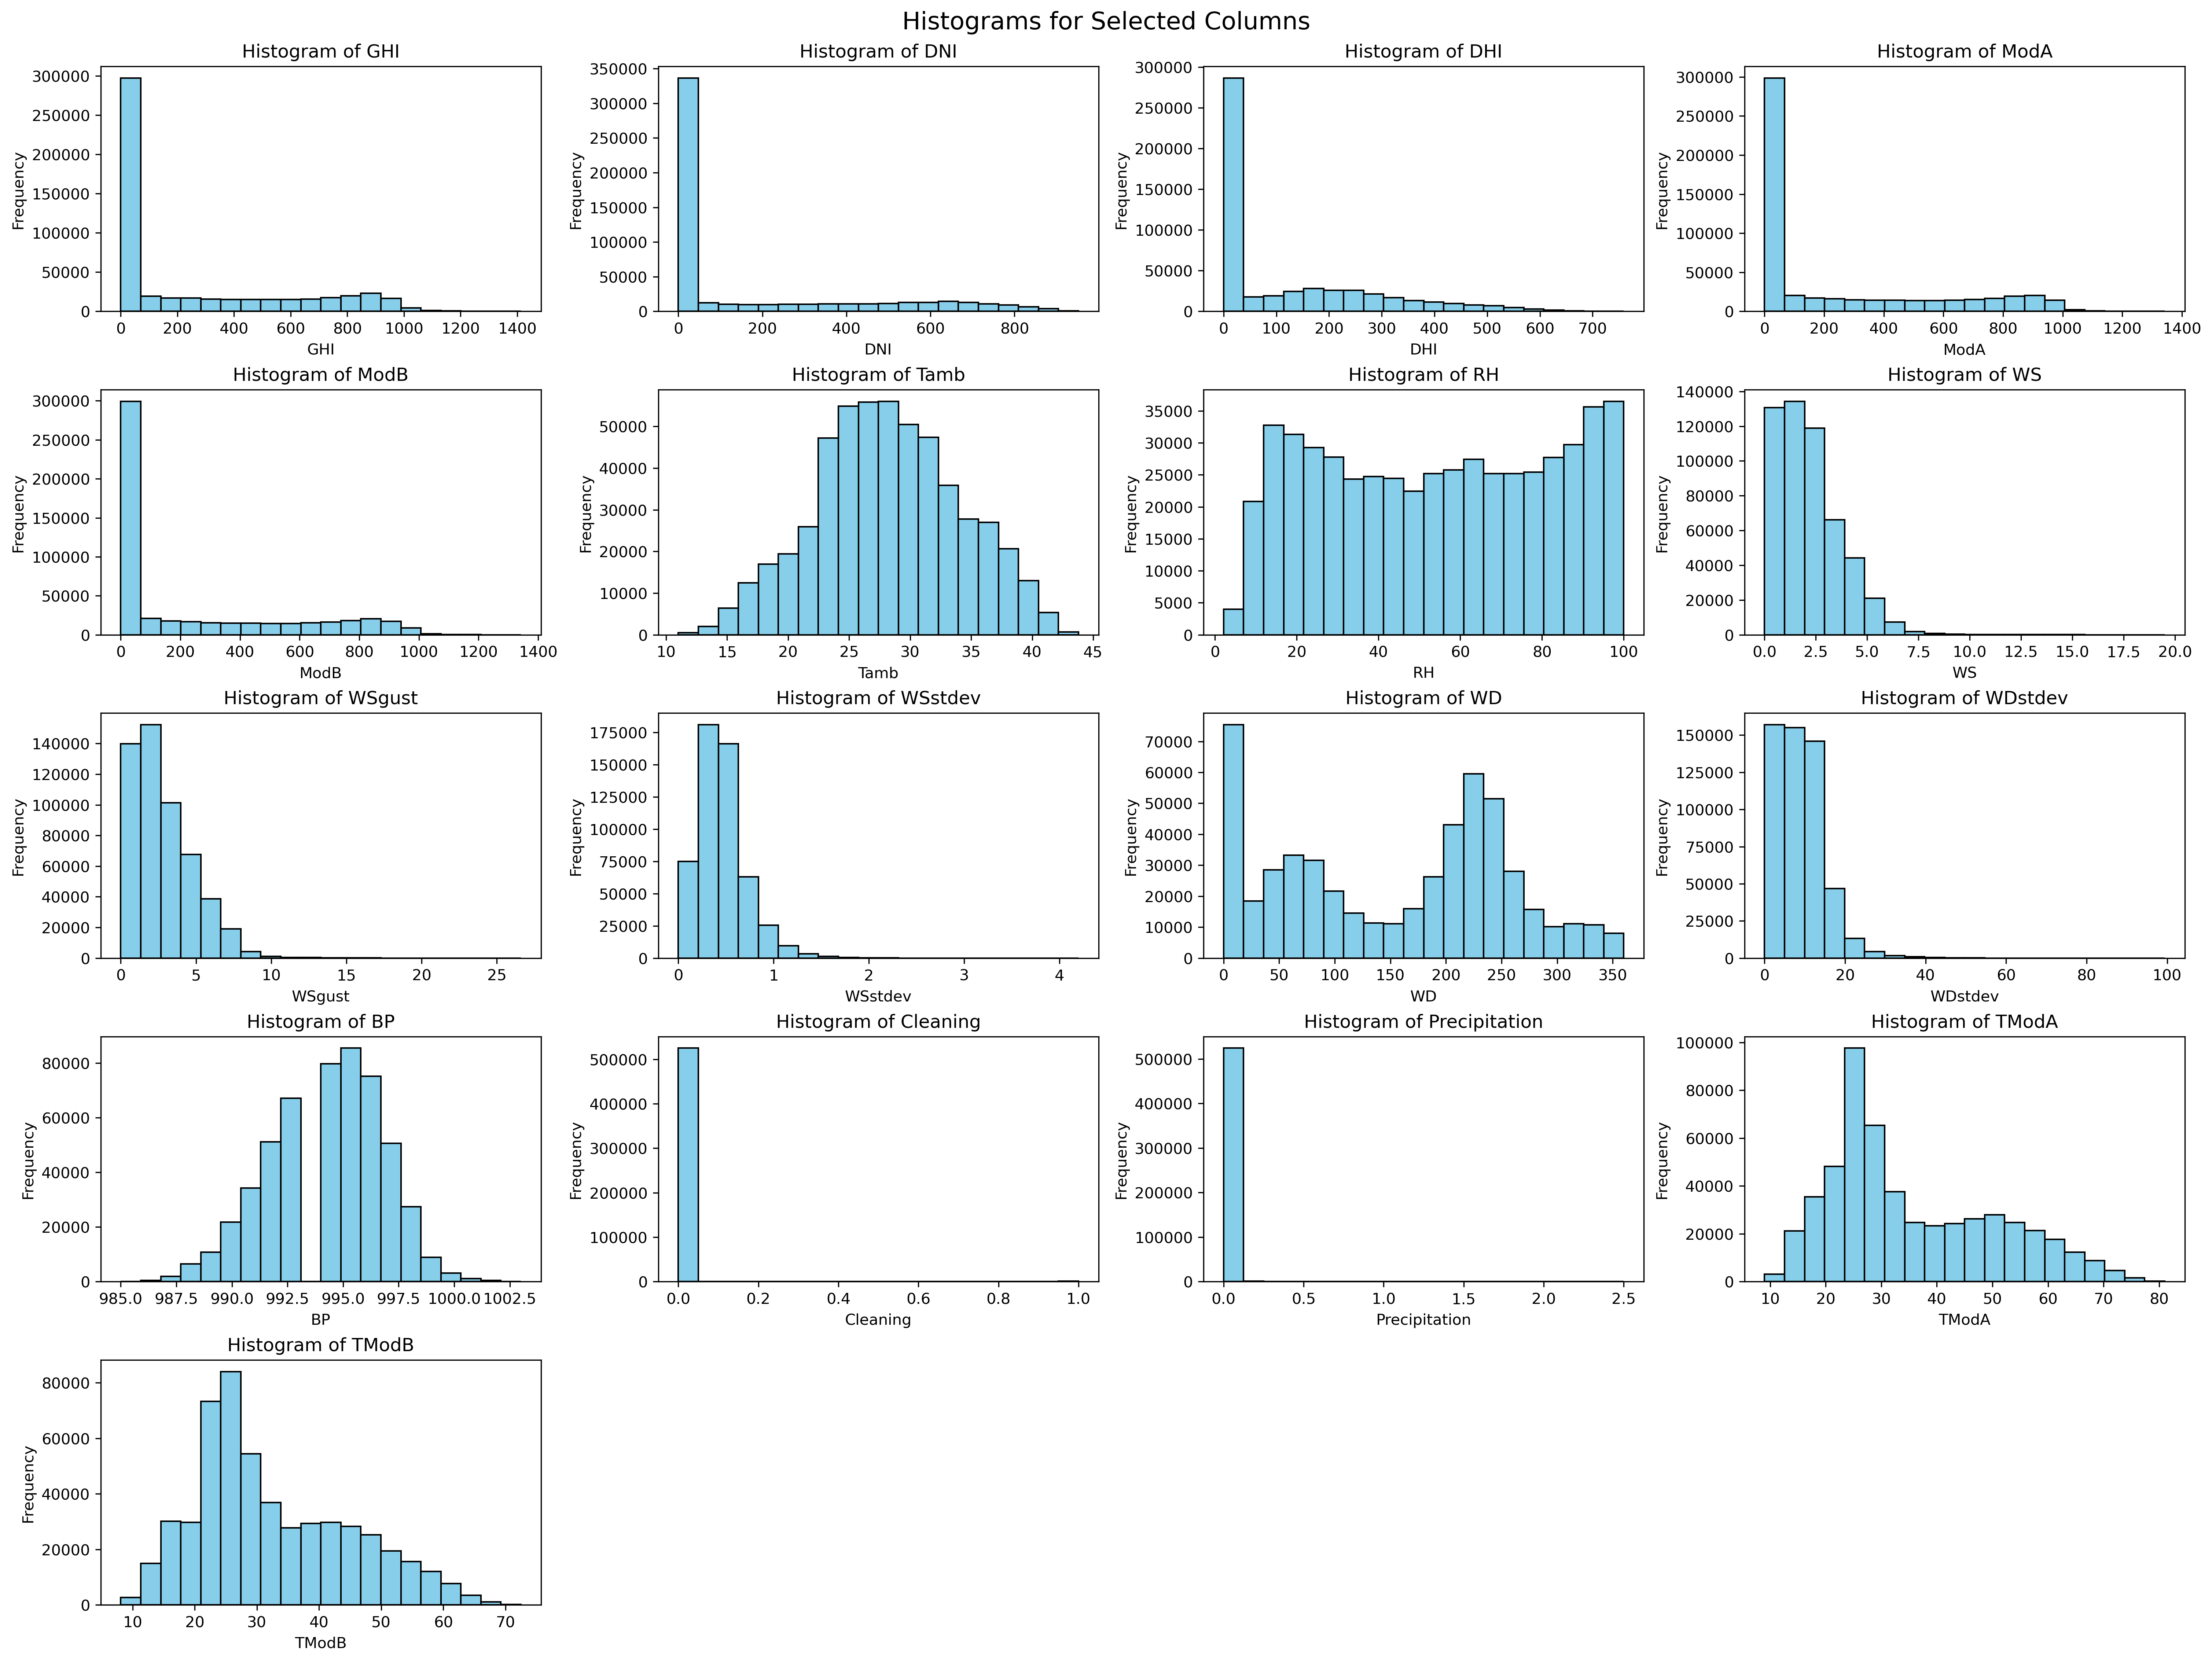 Histograms for Selected Columns
Histogram of GHI
Frequency
300000
250000
200000
150000
100000
50000
0
0 200 400 600 800 1000 1200 1400
GHI
Histogram of DNI
Frequency
350000
300000
250000
200000
150000
100000
50000
0
0 200 400 600 800
DNI
Histogram of DHI
Frequency
300000
250000
200000
150000
100000
50000
0
0 100 200 300 400 500 600 700
DHI
Histogram of ModA
Frequency
300000
250000
200000
150000
100000
50000
0
0 200 400 600 800 1000 1200 1400
ModA
Histogram of ModB
Frequency
300000
250000
200000
150000
100000
50000
0
0 200 400 600 800 1000 1200 1400
ModB
Histogram of Tamb
Frequency
50000
40000
30000
20000
10000
0
10 15 20 25 30 35 40 45
Tamb
Histogram of RH
Frequency
35000
30000
25000
20000
15000
10000
5000
0
0 20 40 60 80 100
RH
Histogram of WS
Frequency
140000
120000
100000
80000
60000
40000
20000
0
0.0 2.5 5.0 7.5 10.0 12.5 15.0 17.5 20.0
WS
Histogram of WSgust
Frequency
140000
120000
100000
80000
60000
40000
20000
0
0 5 10 15 20 25
WSgust
Histogram of WSstdev
Frequency
175000
150000
125000
100000
75000
50000
25000
0
0 1 2 3 4
WSstdev
Histogram of WD
Frequency
70000
60000
50000
40000
30000
20000
10000
0
0 50 100 150 200 250 300 350
WD
Histogram of WDstdev
Frequency
150000
125000
100000
75000
50000
25000
0
0 20 40 60 80 100
WDstdev
Histogram of BP
Frequency
80000
60000
40000
20000
0
985.0 987.5 990.0 992.5 995.0 997.5 1000.0 1002.5
BP
Histogram of Cleaning
Frequency
500000
400000
300000
200000
100000
0
0.0 0.2 0.4 0.6 0.8 1.0
Cleaning
Histogram of Precipitation
Frequency
500000
400000
300000
200000
100000
0
0.0 0.5 1.0 1.5 2.0 2.5
Precipitation
Histogram of TModA
Frequency
100000
80000
60000
40000
20000
0
10 20 30 40 50 60 70 80
TModA
Histogram of TModB
Frequency
80000
60000
40000
20000
0
10 20 30 40 50 60 70
TModB